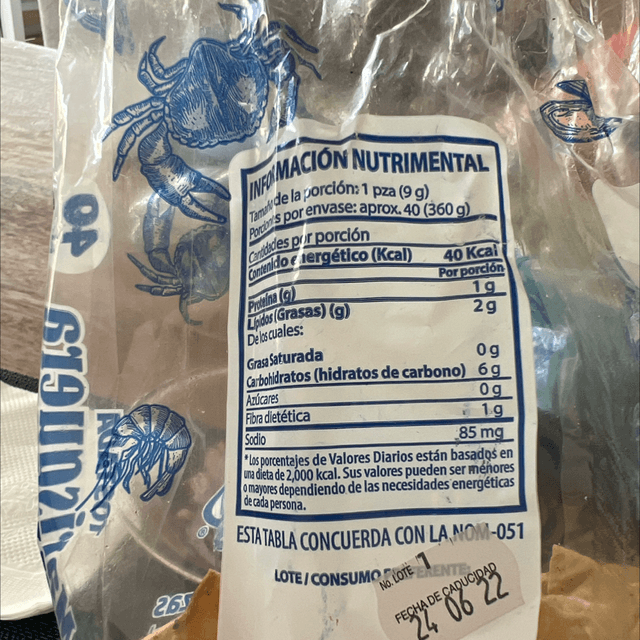 INFORMACIÓN NUTRIMENTAL
Tamaño de la porción: 1 pza (9 g)
Porciones por envase: aprox. 40 (360 g)
Cantidades por porción
Contenido energético (Kcal) 40 Kcal
Por porción
Proteína (g) 1 g
Lípidos (Grasas) (g) 2 g
De los cuales:
Grasa Saturada 0 g
Carbohidratos (hidratos de carbono) 6 g
Azúcares 0 g
Fibra dietética 1 g
Sodio 85 mg
* Los porcentajes de Valores Diarios están basados en
una dieta de 2,000 kcal. Sus valores pueden ser menores
o mayores dependiendo de las necesidades energéticas
de cada persona.
ESTA TABLA CONCUERDA CON LA NOM-051
LOTE / CONSUMO PREFERENTE:
No. LOTE 1
FECHA DE CADUCIDAD
24 06 22
40